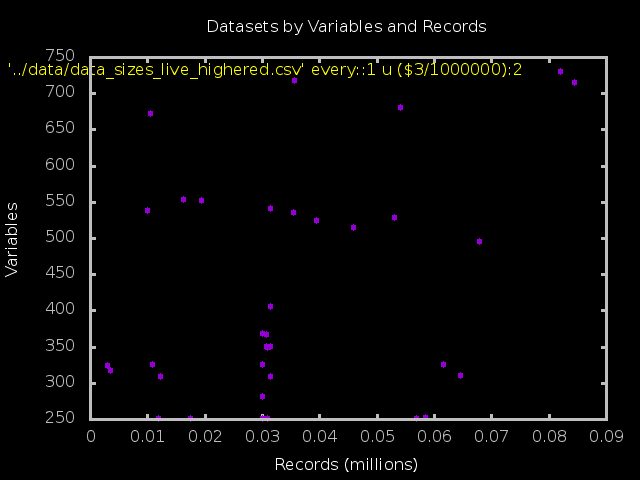 Datasets by Variables and Records
'../data/data_sizes_live_highered.csv' every::1 u ($3/1000000):2
750
700
650
600
550
500
450
400
350
300
250
Variables
0 0.01 0.02 0.03 0.04 0.05 0.06 0.07 0.08 0.09
Records (millions)